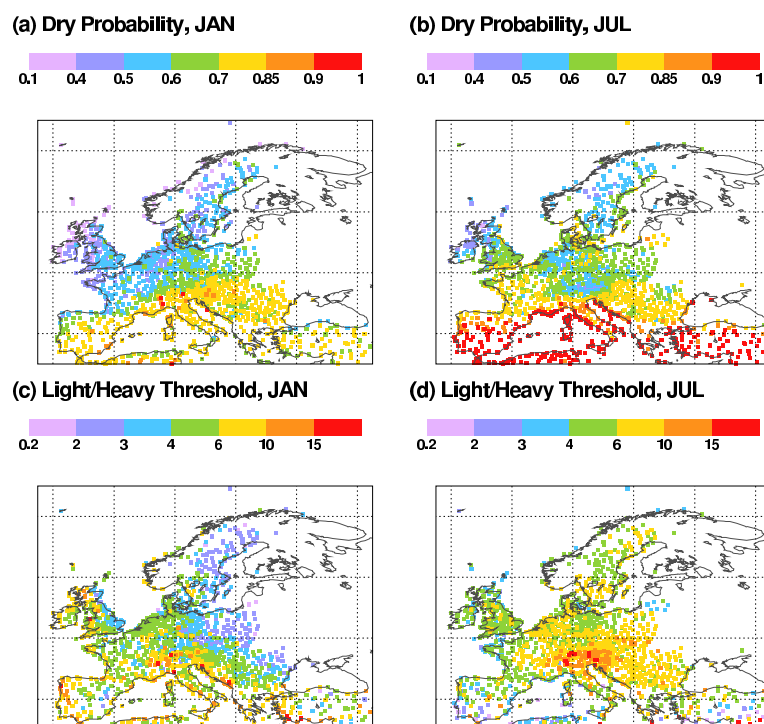 (a) Dry Probability, JAN
0.1 0.4 0.5 0.6 0.7 0.85 0.9 1
(b) Dry Probability, JUL
0.1 0.4 0.5 0.6 0.7 0.85 0.9 1
(c) Light/Heavy Threshold, JAN
0.2 2 3 4 6 10 15
(d) Light/Heavy Threshold, JUL
0.2 2 3 4 6 10 15